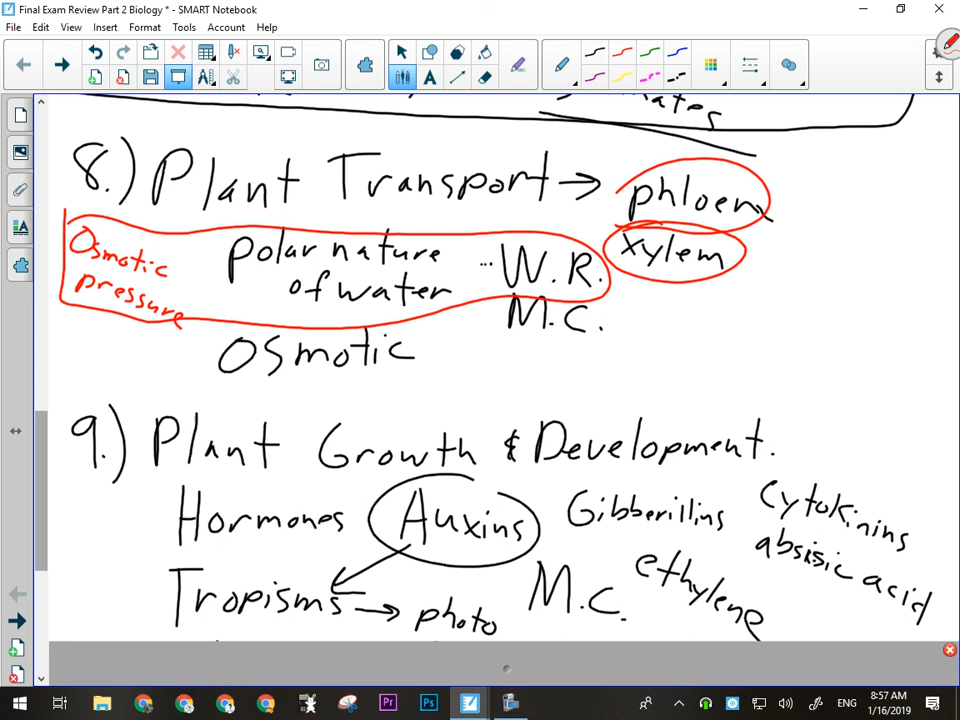 Final Exam Review Part 2 Biology * - SMART Notebook
File Edit View Insert Format Tools Account Help
8.) Plant Transport → phloem
xylem
Osmotic pressure
polar nature of water
W.R.
M.C.
Osmotic
9.) Plant Growth & Development.
Hormones Auxins Gibberillins Cytokinins
absisic acid
ethylene
Tropisms → photo
M.C.
Pr Ps
ENG
8:57 AM
1/16/2019